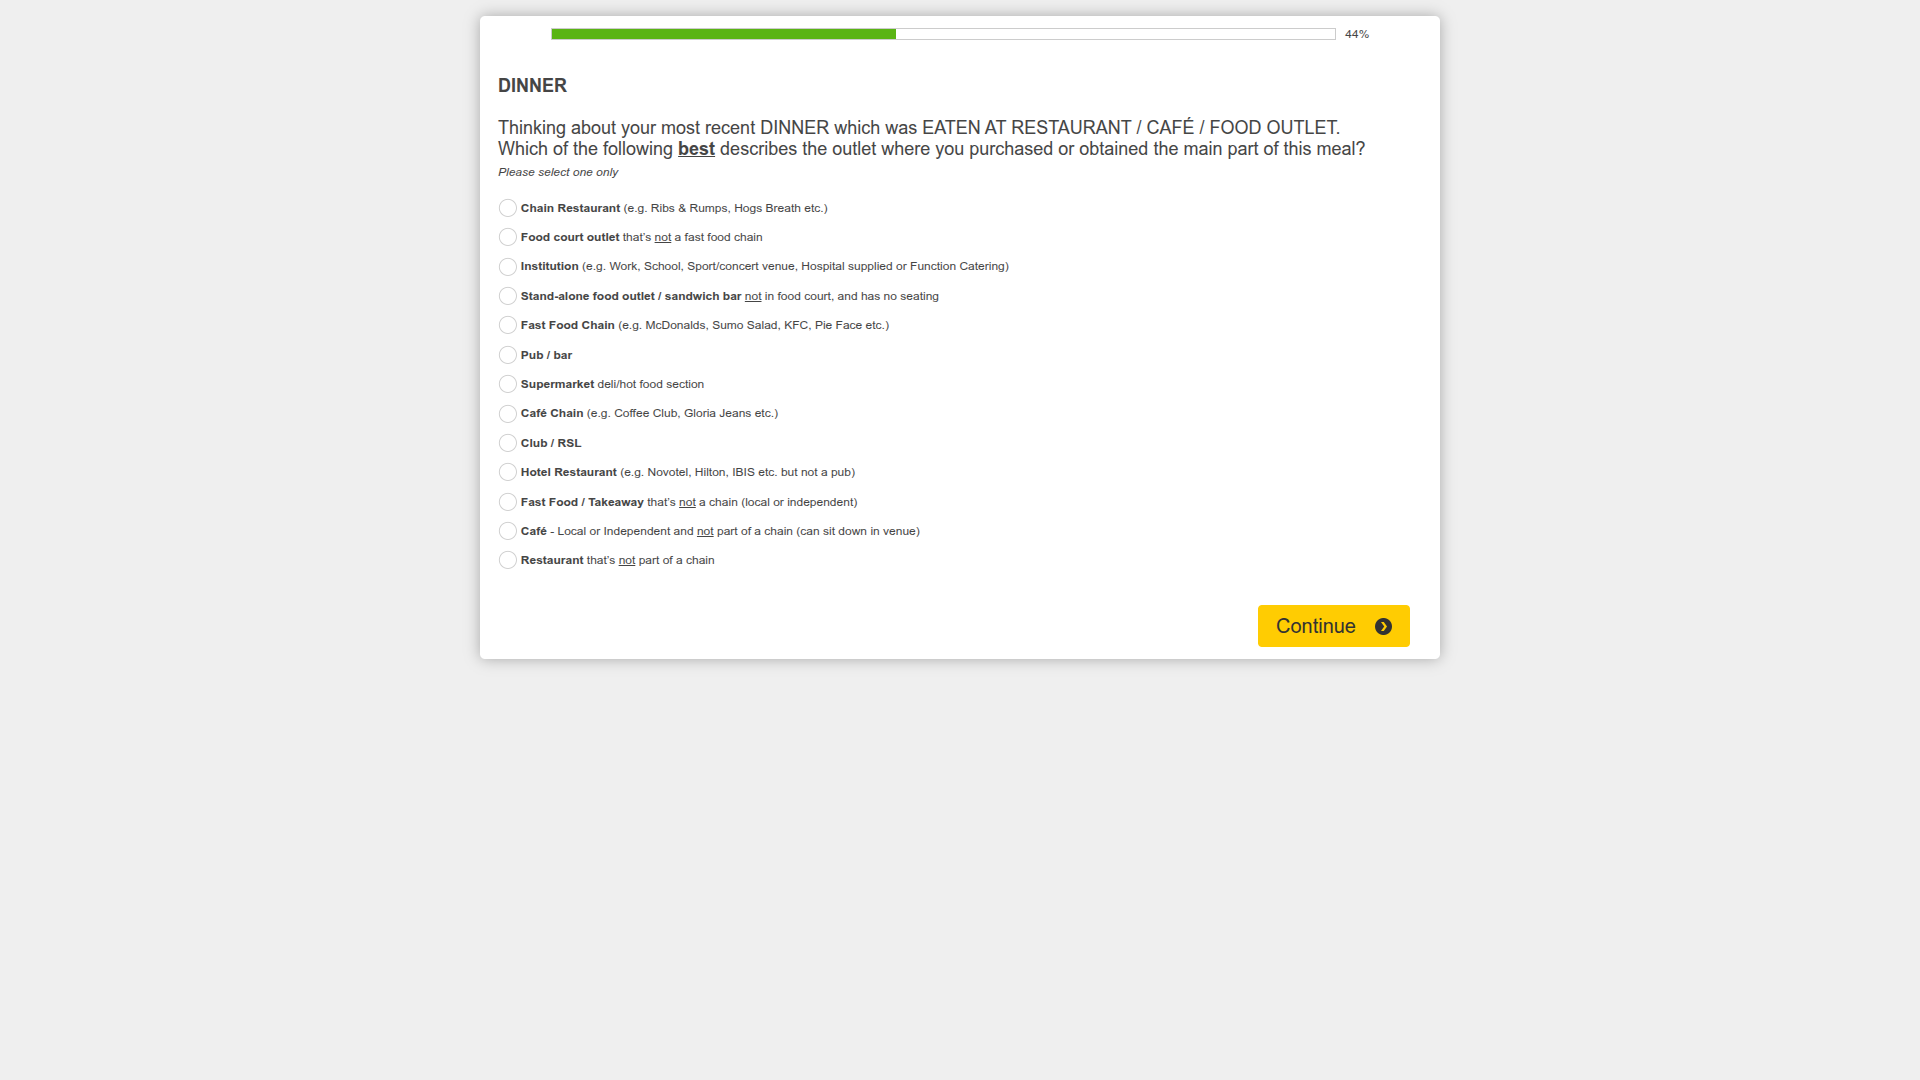 44%
DINNER
Thinking about your most recent DINNER which was EATEN AT RESTAURANT / CAFÉ / FOOD OUTLET.
Which of the following best describes the outlet where you purchased or obtained the main part of this meal?
Please select one only
Chain Restaurant (e.g. Ribs & Rumps, Hogs Breath etc.)
Food court outlet that's not a fast food chain
Institution (e.g. Work, School, Sport/concert venue, Hospital supplied or Function Catering)
Stand-alone food outlet / sandwich bar not in food court, and has no seating
Fast Food Chain (e.g. McDonalds, Sumo Salad, KFC, Pie Face etc.)
Pub / bar
Supermarket deli/hot food section
Café Chain (e.g. Coffee Club, Gloria Jeans etc.)
Club / RSL
Hotel Restaurant (e.g. Novotel, Hilton, IBIS etc. but not a pub)
Fast Food / Takeaway that's not a chain (local or independent)
Café - Local or Independent and not part of a chain (can sit down in venue)
Restaurant that's not part of a chain
Continue